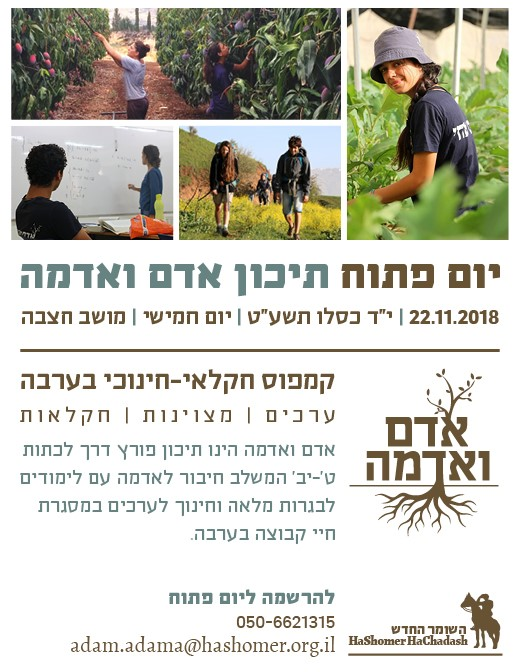 יום פתוח תיכון אדם ואדמה
22.11.2018 | י"ד כסלו תשע"ט | יום חמישי | מושב חצבה
קמפוס חקלאי-חינוכי בערבה
ערכים | מצוינות | חקלאות
אדם ואדמה הינו תיכון פורץ דרך לכתות
ט'-יב' המשלב חיבור לאדמה עם לימודים
לבגרות מלאה וחינוך לערכים במסגרת
חיי קבוצה בערבה.
אדם
ואדמה
להרשמה ליום פתוח
050-6621315
adam.adama@hashomer.org.il
השומר החדש
HaShomer HaChadash